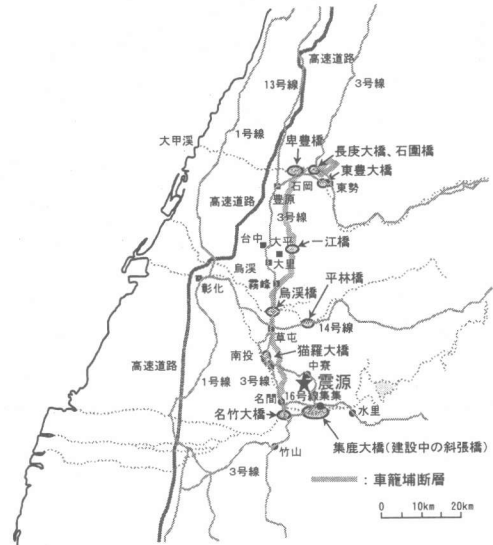 高速道路
13号線
3号線
1号線
大甲渓
卑豊橋
長庚大橋、石圍橋
東豊大橋
石岡
東勢
豊原
高速道路
3号線
台中
大平
一江橋
大里
烏渓
霧峰
平林橋
彰化
烏渓橋
14号線
草屯
南投
猫羅大橋
中寮
高速道路
1号線
3号線
震源
名間
16号線
集集
名竹大橋
水里
集鹿大橋(建設中の斜張橋)
竹山
3号線
:車籠埔断層
0 10km 20km